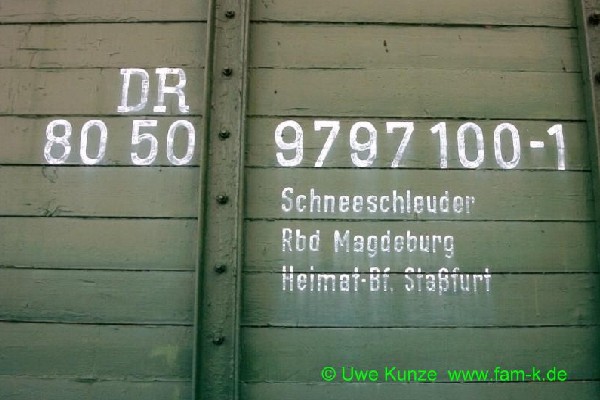 DR
80 50 9797 100-1
Schneeschleuder
Rbd Magdeburg
Heimat-Bf. Staßfurt
© Uwe Kunze www.fam-k.de